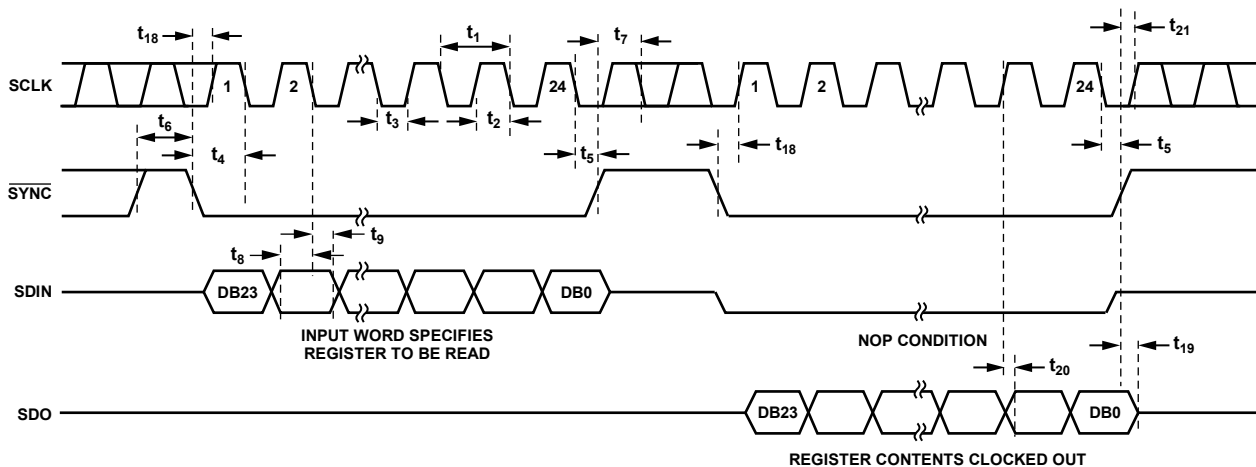 t18
t1
t7
t21
SCLK
1
2
24
1
2
24
t6
t3
t2
t4
t5
t18
t5
SYNC
t9
t8
SDIN
DB23
DB0
INPUT WORD SPECIFIES
REGISTER TO BE READ
NOP CONDITION
t19
t20
SDO
DB23
DB0
REGISTER CONTENTS CLOCKED OUT